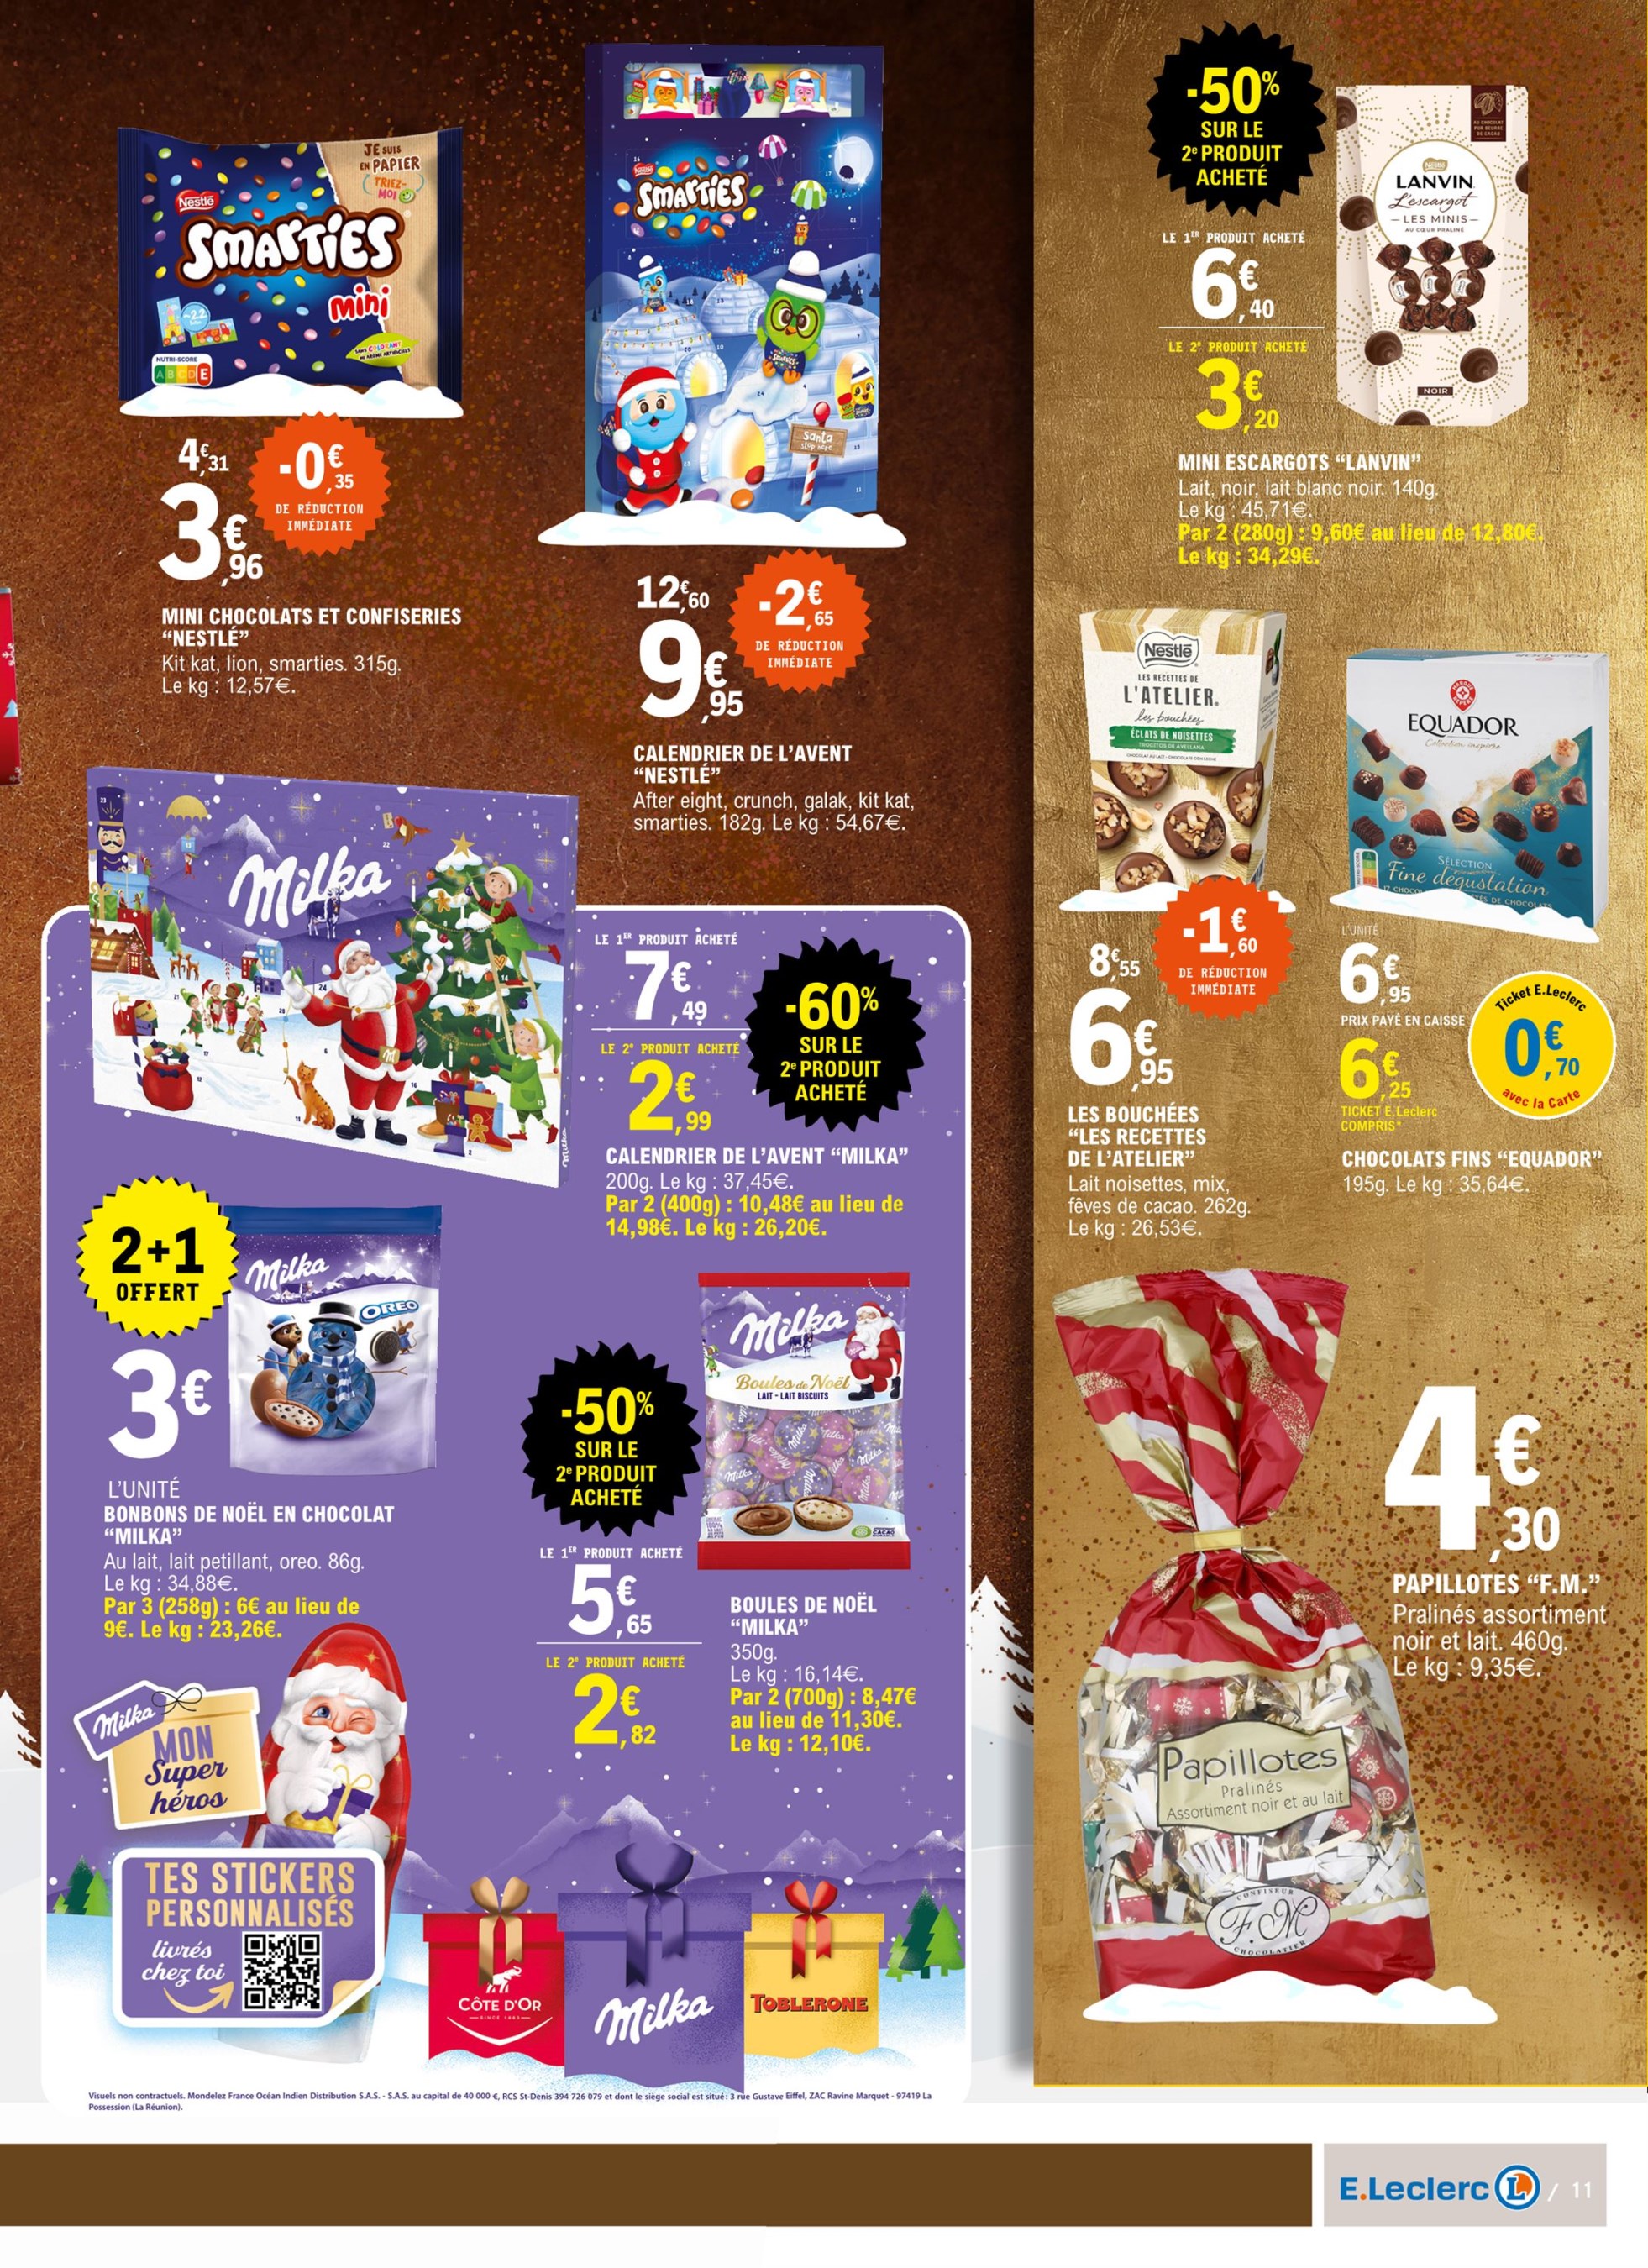 JE SUIS
EN PAPIER
TRIEZ-
MOI
Nestlé
SMARTIES
mini
NUTRI-SCORE
A B C D E
4€,31
-0€,35
DE RÉDUCTION
IMMÉDIATE
3€,96
MINI CHOCOLATS ET CONFISERIES
“NESTLÉ”
Kit kat, lion, smarties. 315g.
Le kg : 12,57€.
Nestlé
SMARTIES
Santa
stop here
12€,60
-2€,65
DE RÉDUCTION
IMMÉDIATE
9€,95
CALENDRIER DE L’AVENT
“NESTLÉ”
After eight, crunch, galak, kit kat,
smarties. 182g. Le kg : 54,67€.
Milka
LE 1ER PRODUIT ACHETÉ
7€,49
LE 2e PRODUIT ACHETÉ
2€,99
-60%
SUR LE
2e PRODUIT
ACHETÉ
CALENDRIER DE L’AVENT “MILKA”
200g. Le kg : 37,45€.
Par 2 (400g) : 10,48€ au lieu de
14,98€. Le kg : 26,20€.
2+1
OFFERT
Milka
OREO
3€
L’UNITÉ
BONBONS DE NOËL EN CHOCOLAT
“MILKA”
Au lait, lait petillant, oreo. 86g.
Le kg : 34,88€.
Par 3 (258g) : 6€ au lieu de
9€. Le kg : 23,26€.
-50%
SUR LE
2e PRODUIT
ACHETÉ
Milka
Boules de Noël
LAIT - LAIT BISCUITS
LE 1ER PRODUIT ACHETÉ
5€,65
LE 2e PRODUIT ACHETÉ
2€,82
BOULES DE NOËL
“MILKA”
350g.
Le kg : 16,14€.
Par 2 (700g) : 8,47€
au lieu de 11,30€.
Le kg : 12,10€.
Milka
MON
Super
héros
TES STICKERS
PERSONNALISÉS
livrés
chez toi
CÔTE D’OR
Milka
TOBLERONE
Visuels non contractuels. Mondelez France Océan Indien Distribution S.A.S. - S.A.S. au capital de 40 000 €, RCS St-Denis 394 726 079 et dont le siège social est situé : 3 rue Gustave Eiffel, ZAC Ravine Marquet - 97419 La
Possession (La Réunion).
-50%
SUR LE
2e PRODUIT
ACHETÉ
LE 1ER PRODUIT ACHETÉ
6€,40
LE 2e PRODUIT ACHETÉ
3€,20
Nestlé
LANVIN
L'escargot
- LES MINIS -
AU CŒUR PRALINÉ
NOIR
MINI ESCARGOTS “LANVIN”
Lait, noir, lait blanc noir. 140g.
Le kg : 45,71€.
Par 2 (280g) : 9,60€ au lieu de 12,80€.
Le kg : 34,29€.
Nestlé
LES RECETTES DE
L'ATELIER.
les bouchées
ÉCLATS DE NOISETTES
8€,55
-1€,60
DE RÉDUCTION
IMMÉDIATE
6€,95
LES BOUCHÉES
“LES RECETTES
DE L’ATELIER”
Lait noisettes, mix,
fêves de cacao. 262g.
Le kg : 26,53€.
EQUADOR
SÉLECTION
Fine dégustation
L’UNITÉ
6€,95
PRIX PAYÉ EN CAISSE
6€,25
TICKET E.Leclerc
COMPRIS*
Ticket E.Leclerc
0€,70
avec la Carte
CHOCOLATS FINS “EQUADOR”
195g. Le kg : 35,64€.
4€,30
PAPILLOTES “F.M.”
Pralinés assortiment
noir et lait. 460g.
Le kg : 9,35€.
Papillotes
Pralinés
Assortiment noir et au lait
CONFISEUR
F.M
CHOCOLATIER
E.Leclerc L / 11